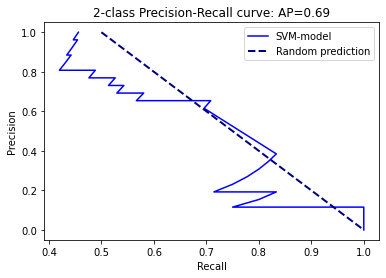 2-class Precision-Recall curve: AP=0.69
SVM-model
Random prediction
Precision
1.0
0.8
0.6
0.4
0.2
0.0
0.4 0.5 0.6 0.7 0.8 0.9 1.0
Recall